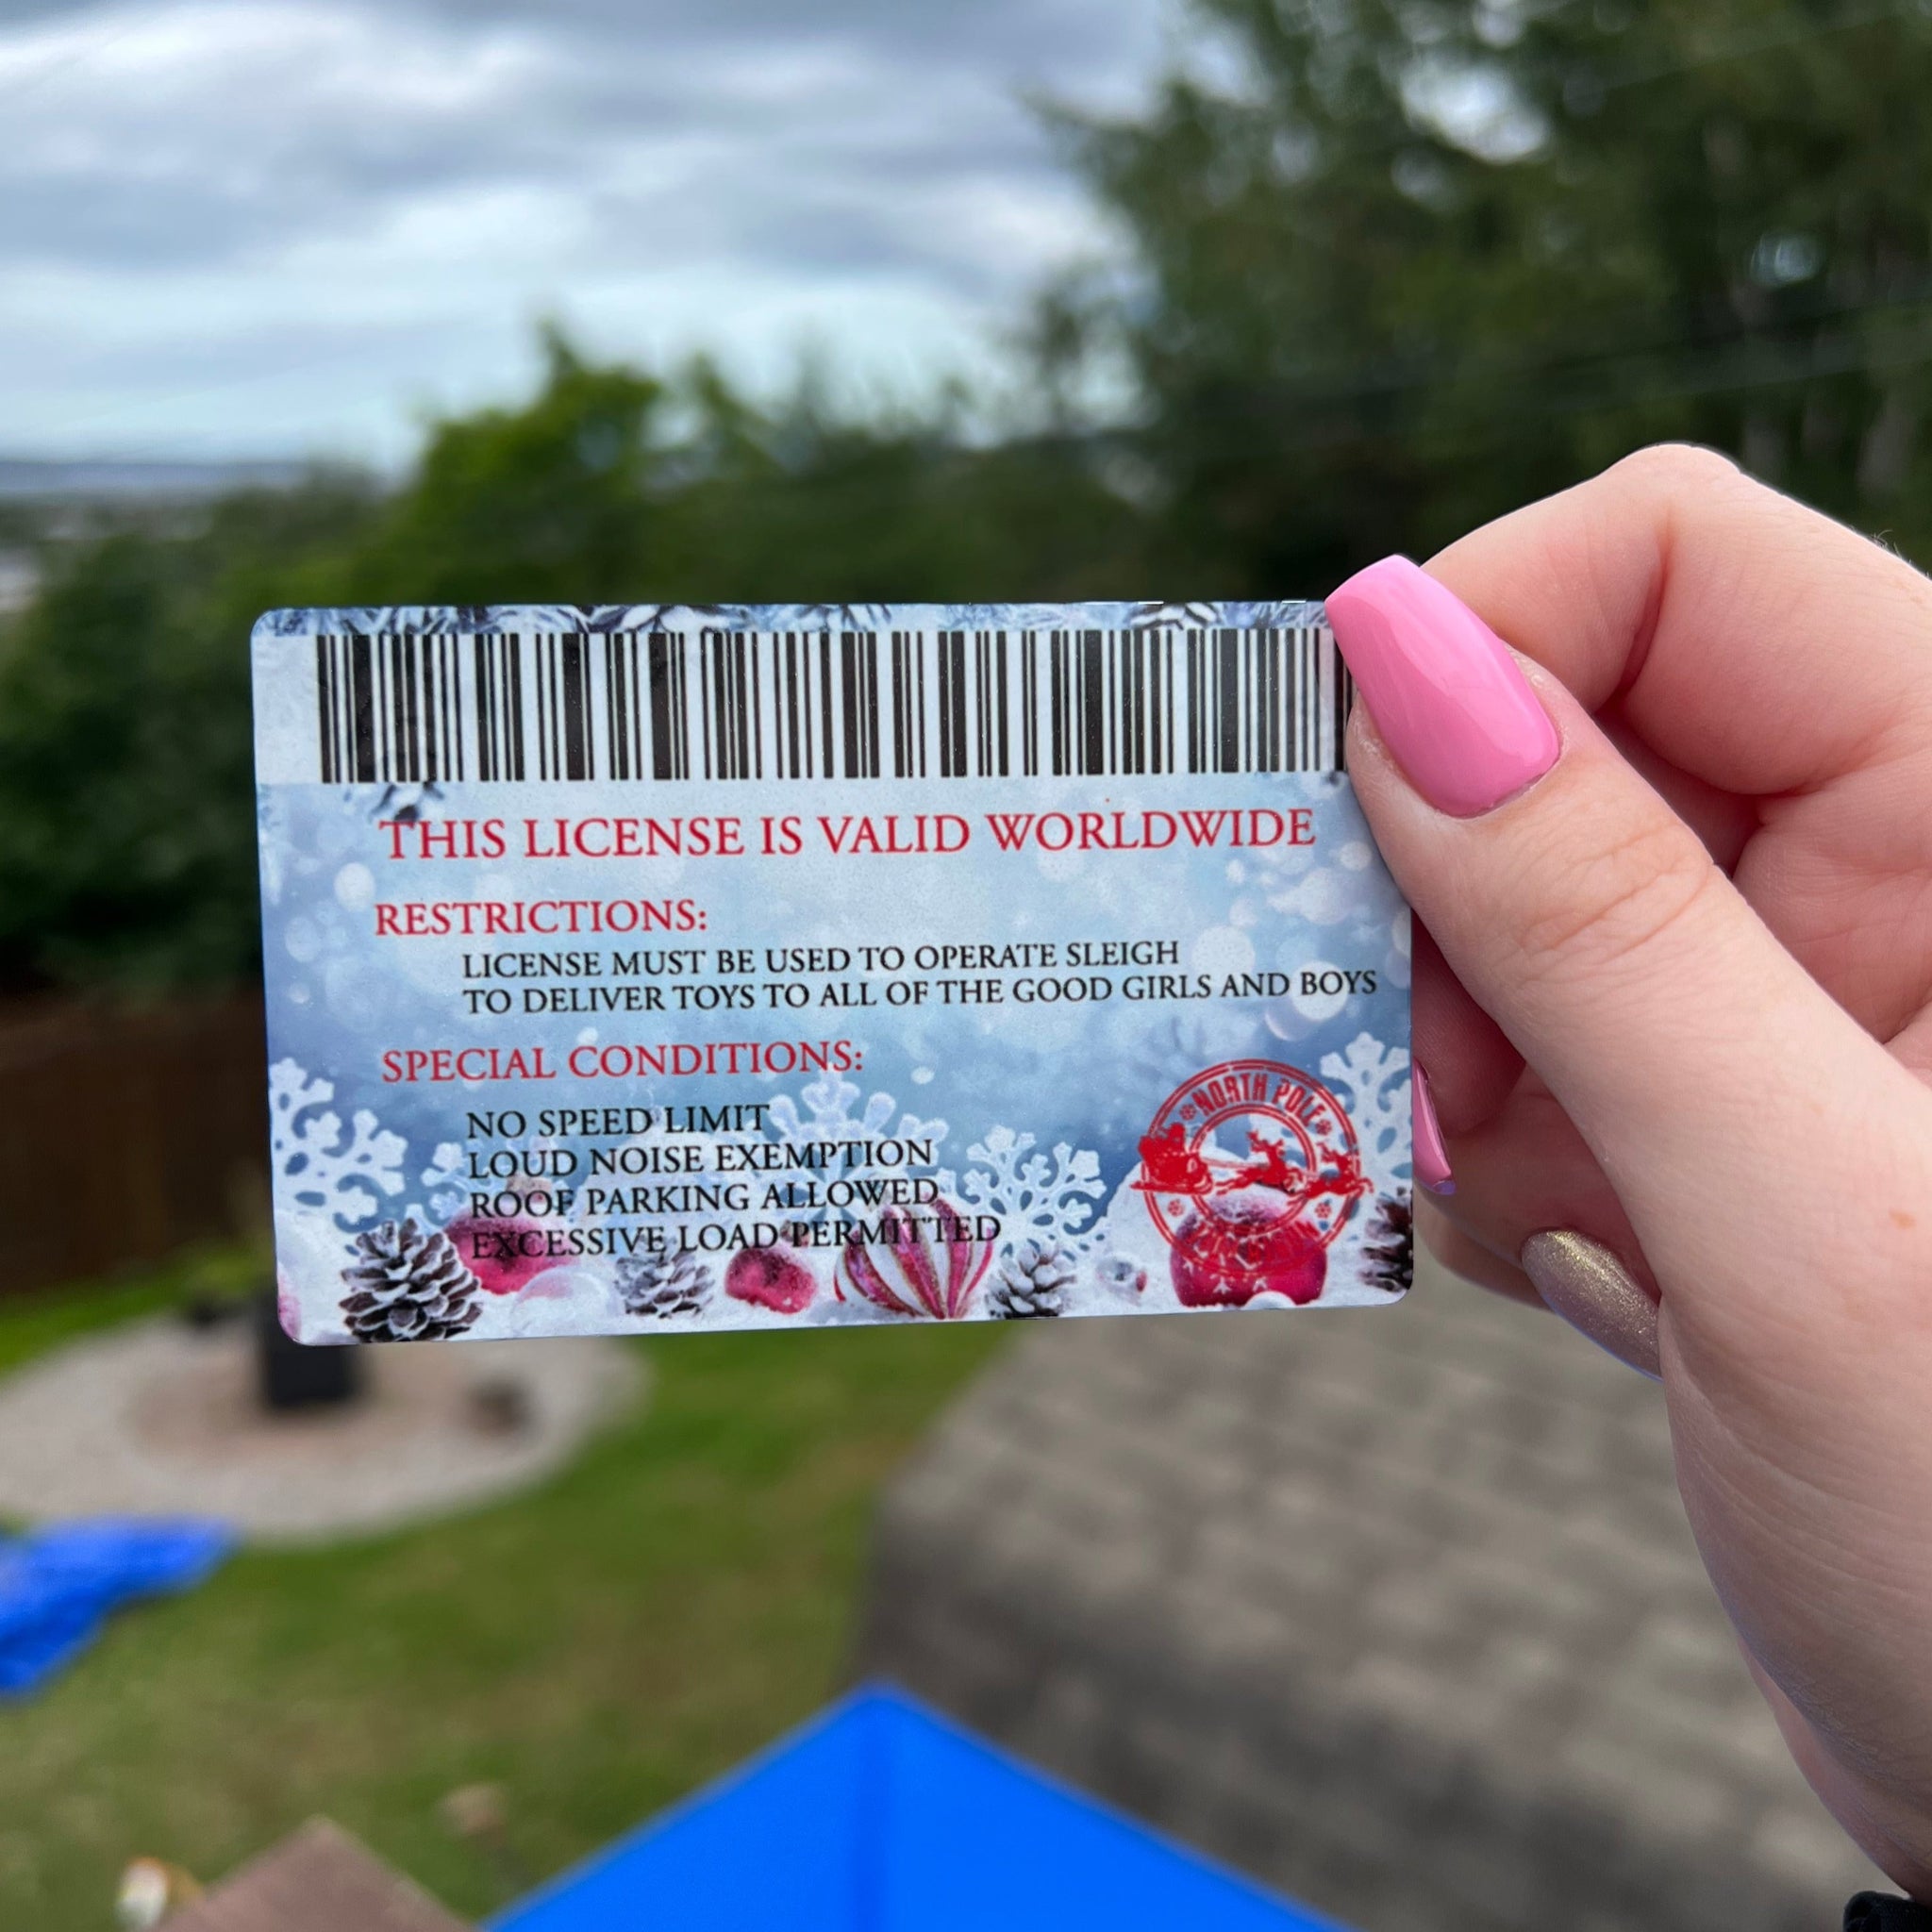 THIS LICENSE IS VALID WORLDWIDE
RESTRICTIONS:
LICENSE MUST BE USED TO OPERATE SLEIGH
TO DELIVER TOYS TO ALL OF THE GOOD GIRLS AND BOYS
SPECIAL CONDITIONS:
NO SPEED LIMIT
LOUD NOISE EXEMPTION
ROOF PARKING ALLOWED
EXCESSIVE LOAD PERMITTED
NORTH POLE